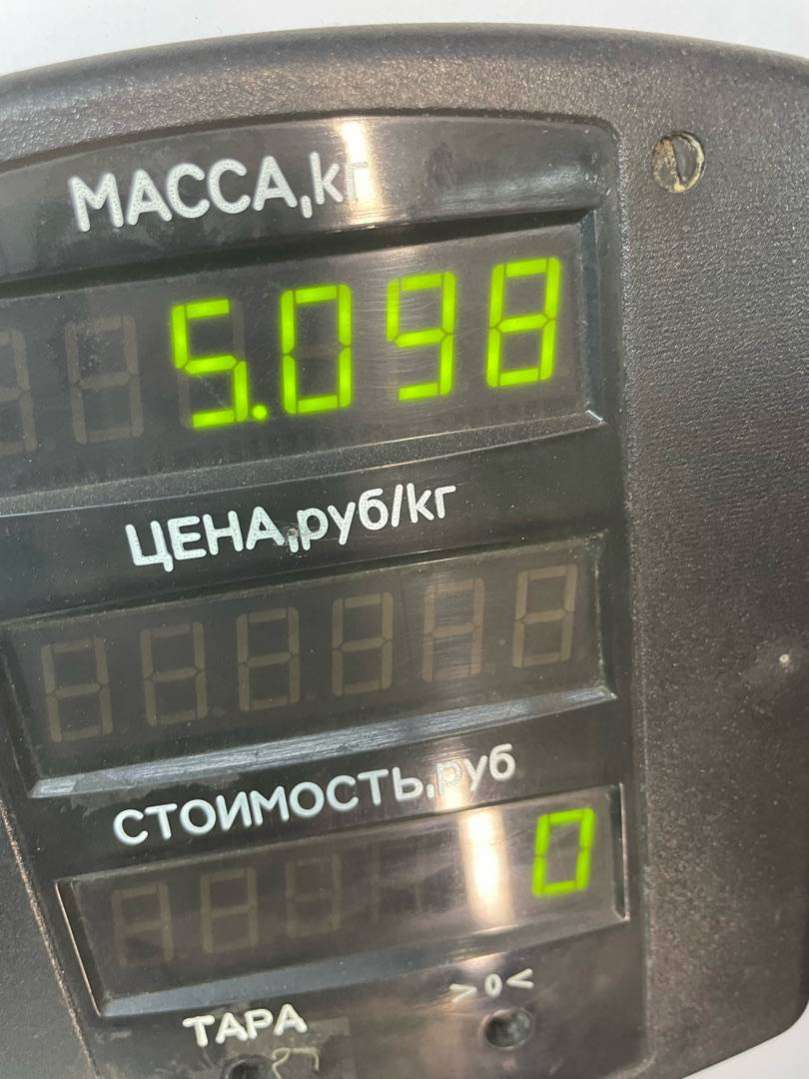 МАССА,кг
5.098
ЦЕНА,руб/кг
СТОИМОСТЬ,руб
0
ТАРА >0<